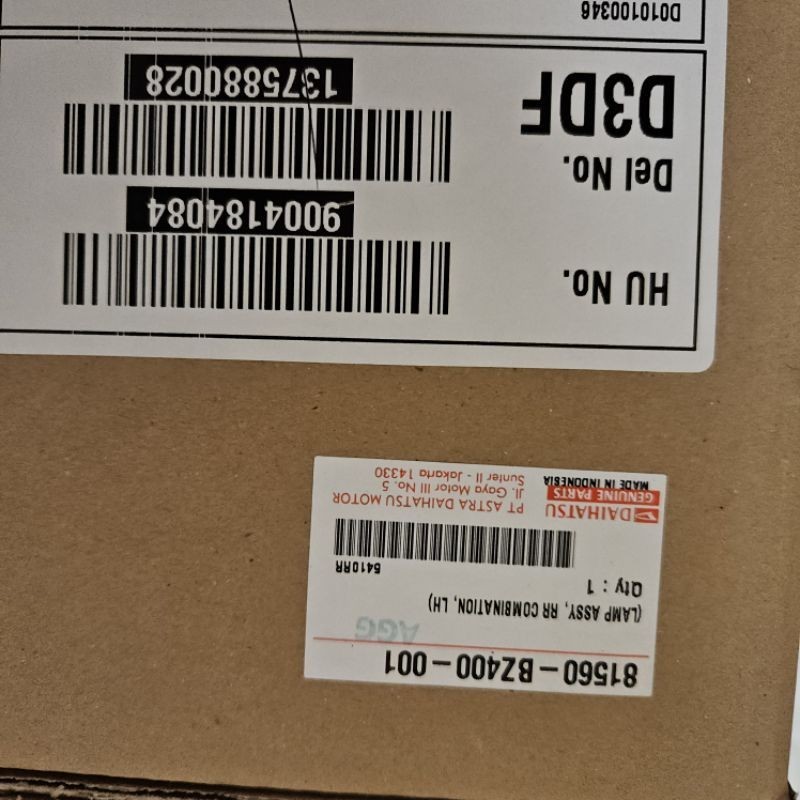 81560-BZ400-001
AGG
(LAMP ASSY, RR COMBINATION, LH)
Qty : 1
5410RR
DAIHATSU
GENUINE PARTS
MADE IN INDONESIA
PT ASTRA DAIHATSU MOTOR
Jl. Gaya Motor III No. 5
Sunter II - Jakarta 14330
HU No.
9004184084
Del No.
D3DF
1375880028
D010100346